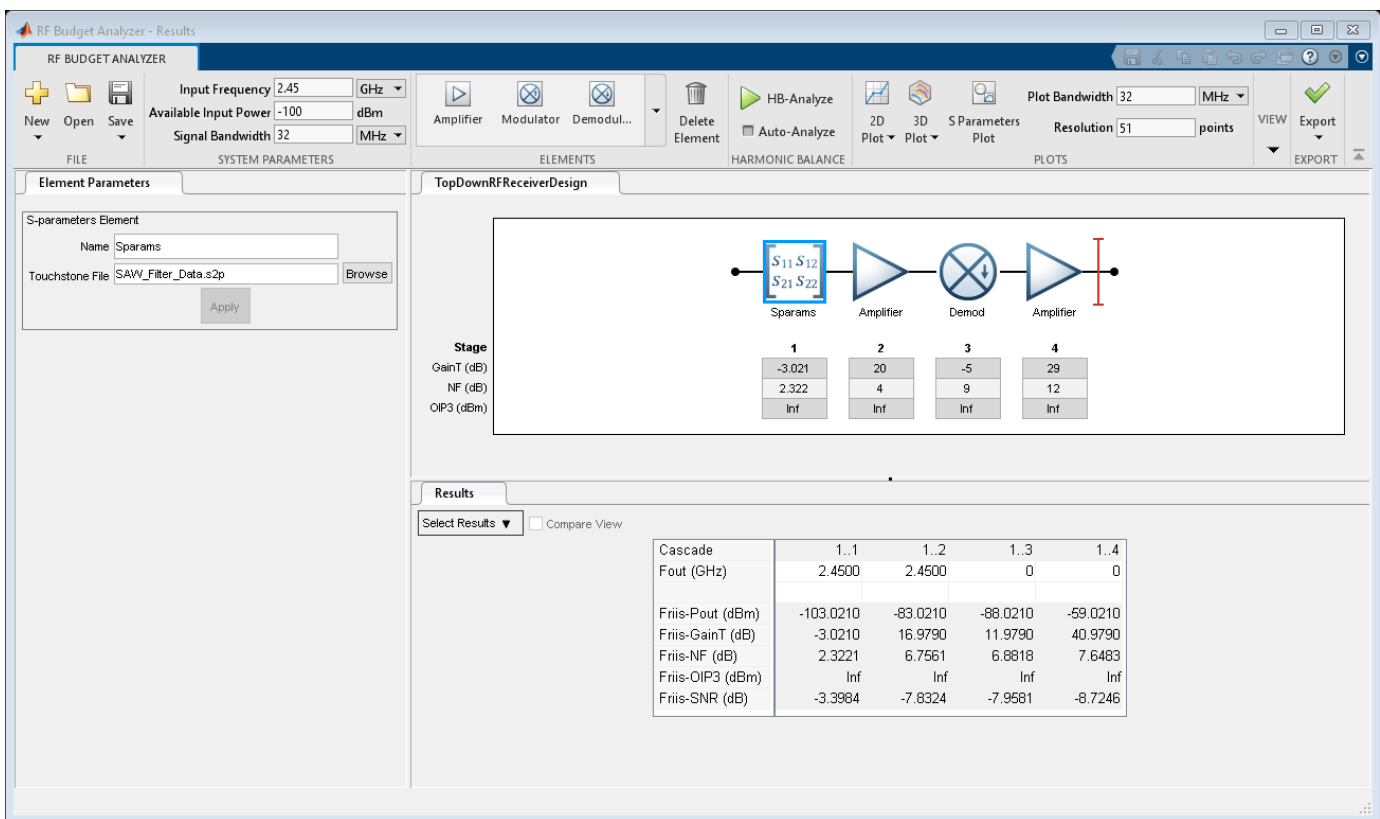 RF Budget Analyzer - Results
RF BUDGET ANALYZER
New Open Save
FILE
Input Frequency 2.45 GHz
Available Input Power -100 dBm
Signal Bandwidth 32 MHz
SYSTEM PARAMETERS
Amplifier Modulator Demodul...
ELEMENTS
Delete Element
HB-Analyze
Auto-Analyze
HARMONIC BALANCE
2D Plot 3D Plot S Parameters Plot
Plot Bandwidth 32 MHz
Resolution 51 points
PLOTS
VIEW
Export
EXPORT
Element Parameters
S-parameters Element
Name Sparams
Touchstone File SAW_Filter_Data.s2p Browse
Apply
TopDownRFReceiverDesign
S11 S12
S21 S22
Sparams Amplifier Demod Amplifier
Stage 1 2 3 4
GainT (dB) -3.021 20 -5 29
NF (dB) 2.322 4 9 12
OIP3 (dBm) Inf Inf Inf Inf
Results
Select Results ▼ Compare View
Cascade 1..1 1..2 1..3 1..4
Fout (GHz) 2.4500 2.4500 0 0
Friis-Pout (dBm) -103.0210 -83.0210 -88.0210 -59.0210
Friis-GainT (dB) -3.0210 16.9790 11.9790 40.9790
Friis-NF (dB) 2.3221 6.7561 6.8818 7.6483
Friis-OIP3 (dBm) Inf Inf Inf Inf
Friis-SNR (dB) -3.3984 -7.8324 -7.9581 -8.7246